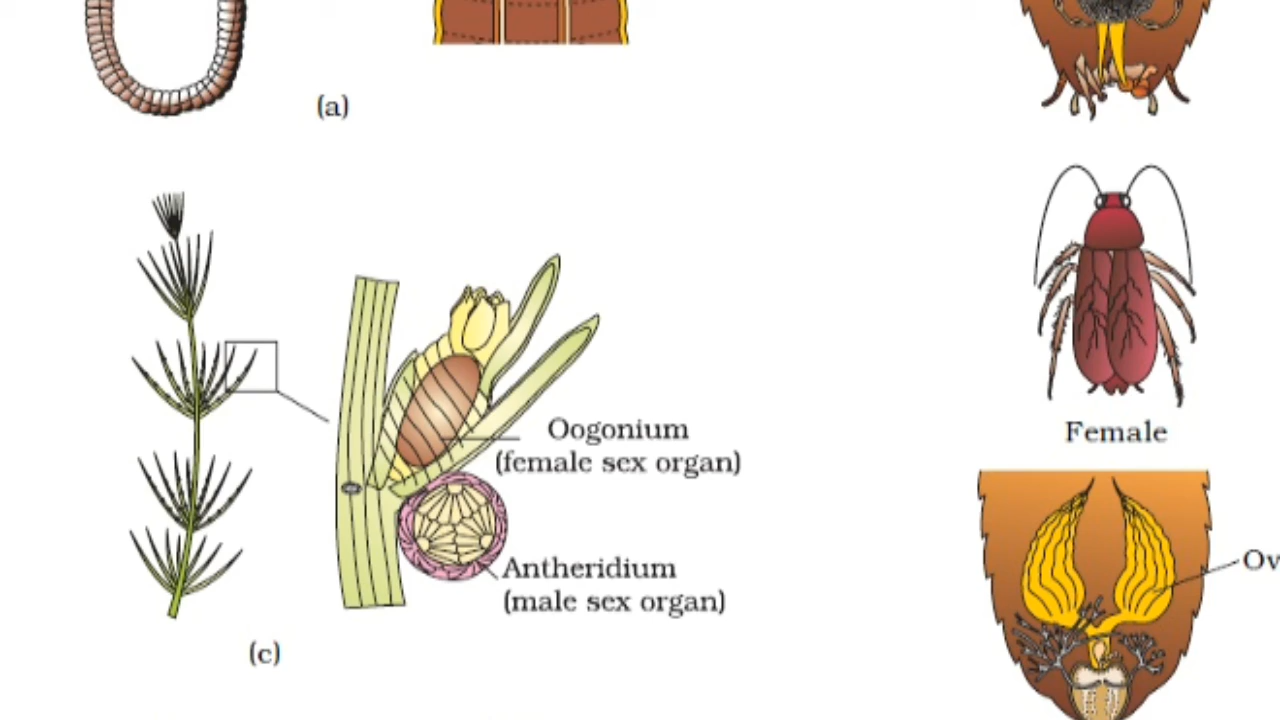 (a)
Oogonium
(female sex organ)
Antheridium
(male sex organ)
(c)
Female